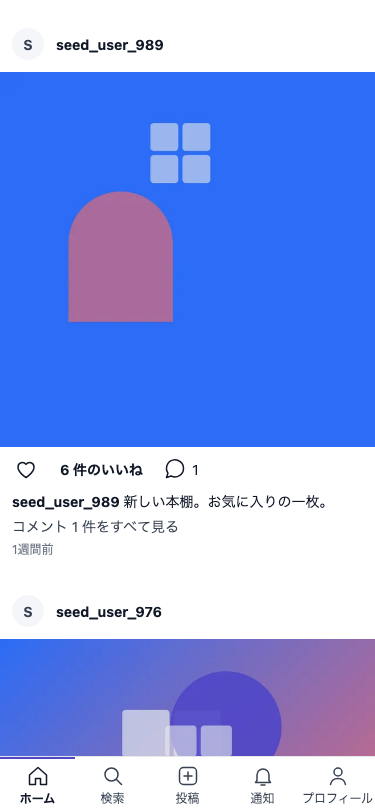 S seed_user_989
6 件のいいね 1
seed_user_989 新しい本棚。お気に入りの一枚。
コメント 1 件をすべて見る
1週間前
S seed_user_976
ホーム 検索 投稿 通知 プロフィール